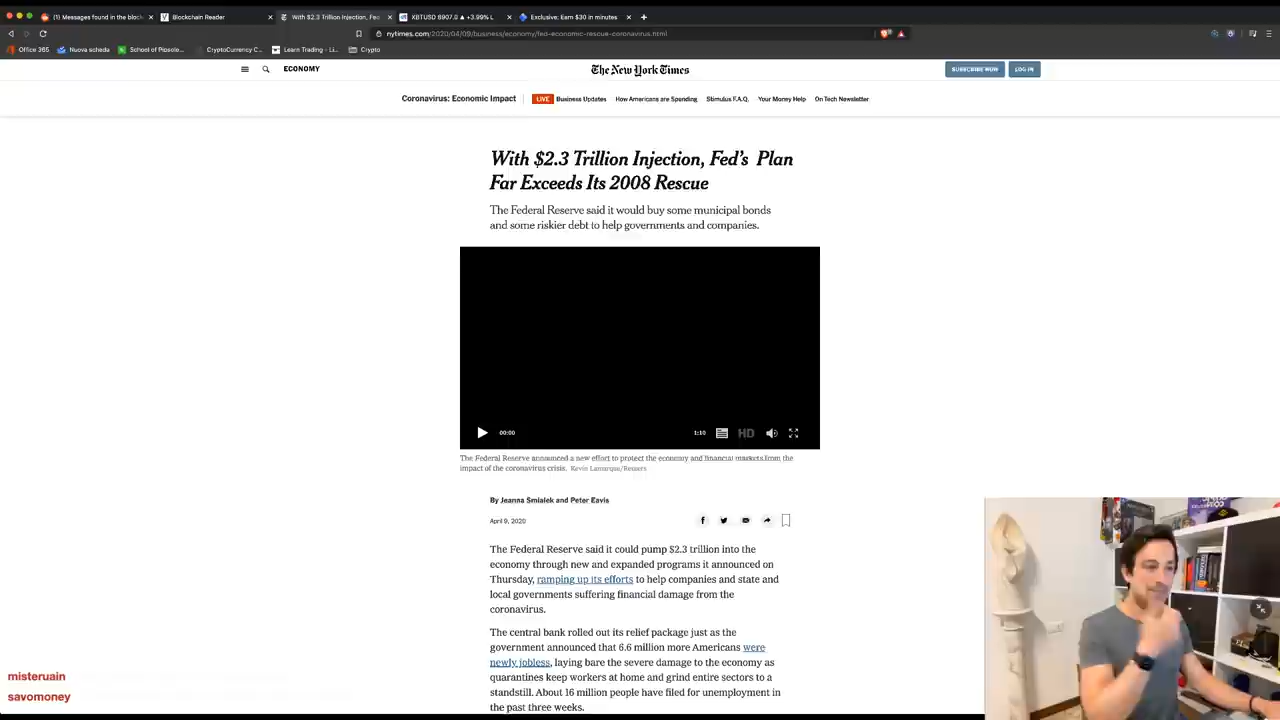 (1) Messages found in the block
Blockchain Reader
With $2.3 Trillion Injection, Fed
XBTUSD 6907.0 ▲ +3.99% L
Exclusive: Earn $30 in minutes
nytimes.com/2020/04/09/business/economy/fed-economic-rescue-coronavirus.html
Office 365
Nuova scheda
School of Pipsolo...
CryptoCurrency C...
Learn Trading - Li...
Crypto
ECONOMY
The New York Times
SUBSCRIBE NOW
LOG IN
Coronavirus: Economic Impact
LIVE Business Updates
How Americans are Spending
Stimulus F.A.Q.
Your Money Help
On Tech Newsletter
With $2.3 Trillion Injection, Fed's Plan
Far Exceeds Its 2008 Rescue
The Federal Reserve said it would buy some municipal bonds
and some riskier debt to help governments and companies.
00:00
1:10
HD
The Federal Reserve announced a new effort to protect the economy and financial markets from the
impact of the coronavirus crisis. Kevin Lamarque/Reuters
By Jeanna Smialek and Peter Eavis
April 9, 2020
The Federal Reserve said it could pump $2.3 trillion into the
economy through new and expanded programs it announced on
Thursday, ramping up its efforts to help companies and state and
local governments suffering financial damage from the
coronavirus.
The central bank rolled out its relief package just as the
government announced that 6.6 million more Americans were
newly jobless, laying bare the severe damage to the economy as
quarantines keep workers at home and grind entire sectors to a
standstill. About 16 million people have filed for unemployment in
the past three weeks.
misteruain
savomoney